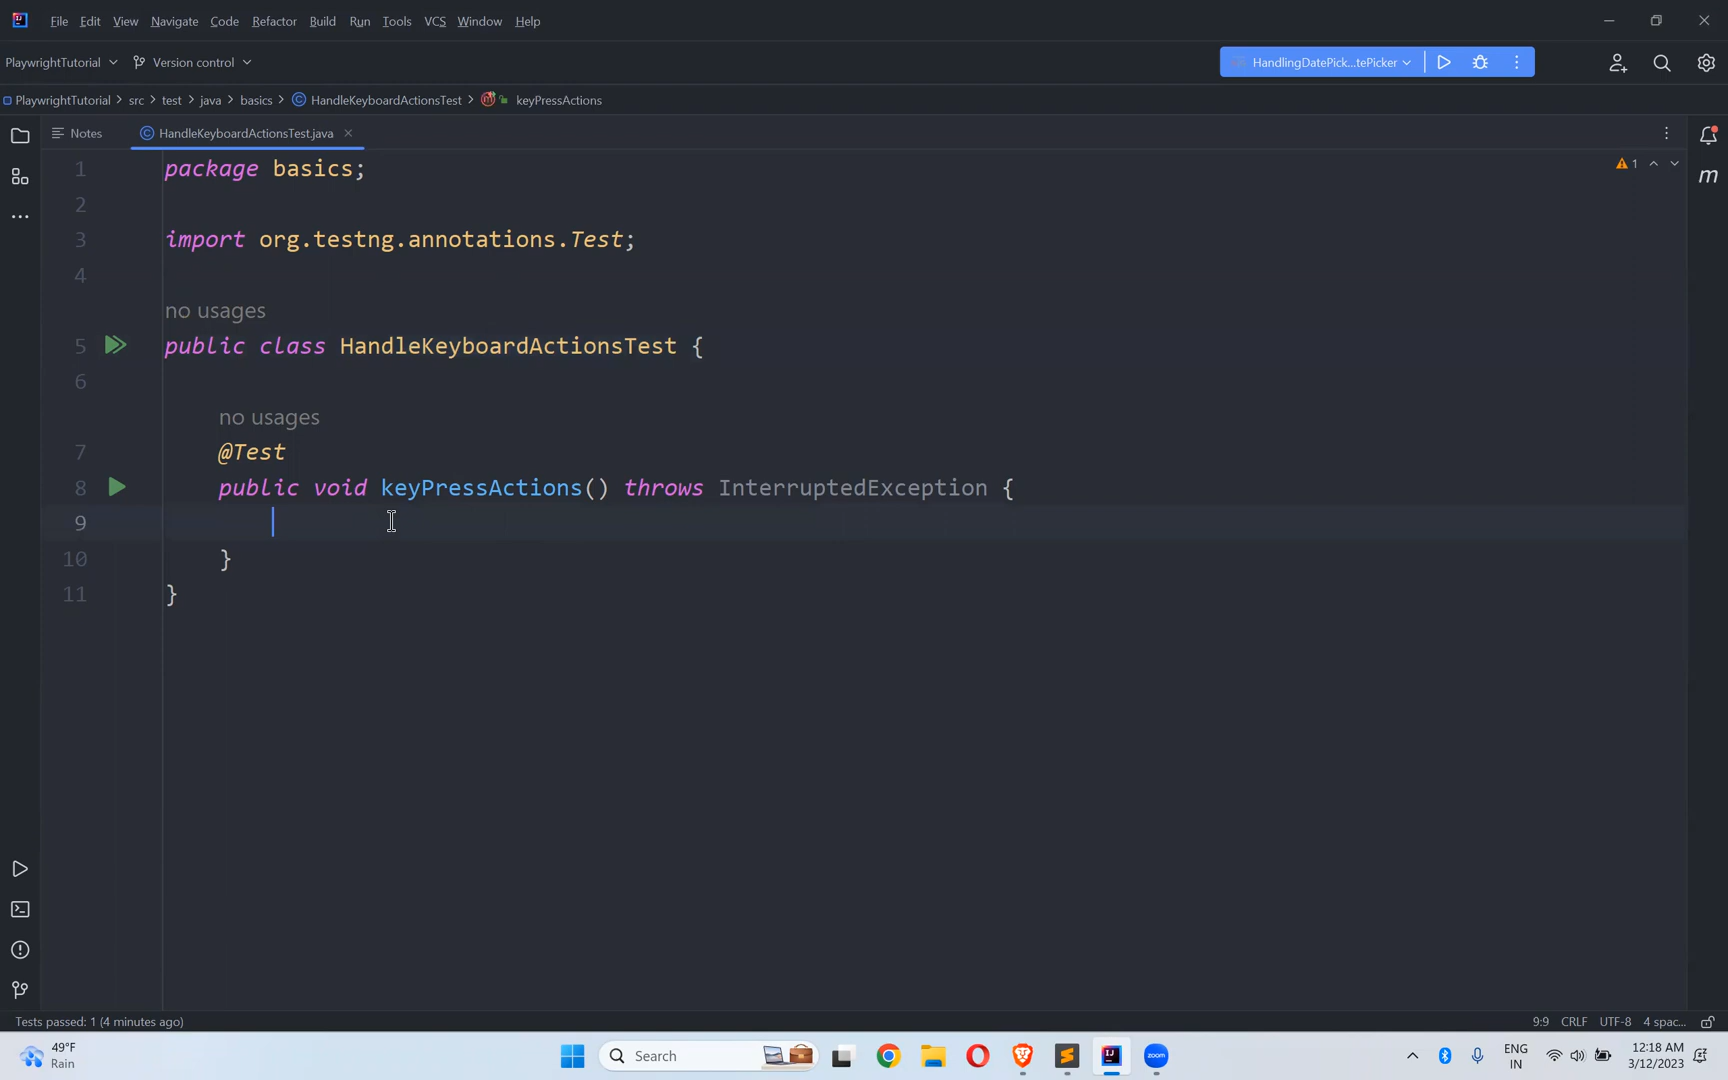 File Edit View Navigate Code Refactor Build Run Tools VCS Window Help
PlaywrightTutorial Version control HandlingDatePick...tePicker
PlaywrightTutorial src test java basics HandleKeyboardActionsTest keyPressActions
Notes HandleKeyboardActionsTest.java
1 package basics; 1
2
3 import org.testng.annotations.Test;
4
no usages
5 public class HandleKeyboardActionsTest {
6
no usages
7 @Test
8 public void keyPressActions() throws InterruptedException {
9
10 }
11 }
m
Tests passed: 1 (4 minutes ago) 9:9 CRLF UTF-8 4 spac...
49°F
Rain
Search
zoom
ENG
IN
12:18 AM
3/12/2023